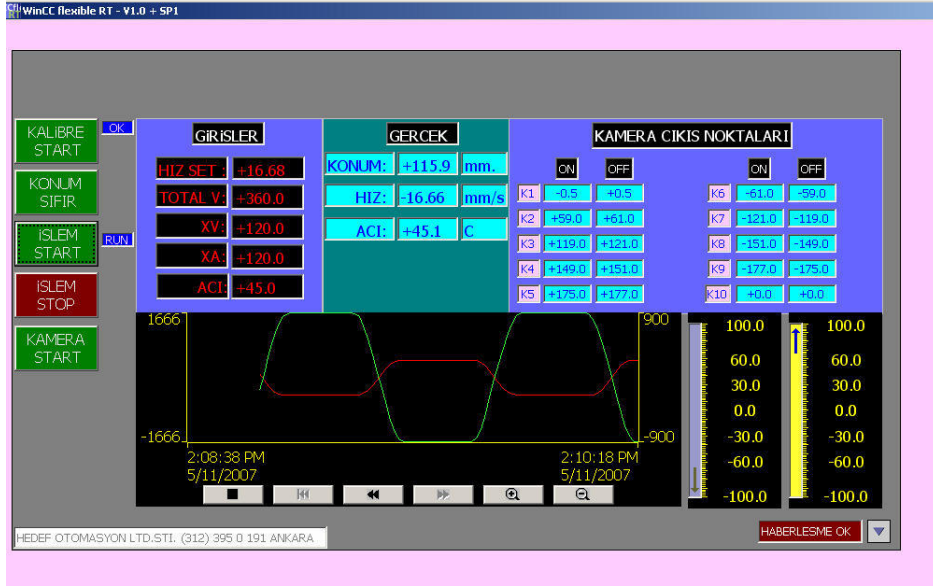 WinCC flexible RT - V1.0 + SP1
KALiBRE START
OK
KONUM SIFIR
iSLEM START
RUN
iSLEM STOP
KAMERA START
GiRiSLER
HIZ SET : +16.68
TOTAL V: +360.0
XV: +120.0
XA: +120.0
ACI: +45.0
GERCEK
KONUM: +115.9 mm.
HIZ: -16.66 mm/s
ACI: +45.1 C
KAMERA CIKIS NOKTALARI
ON OFF ON OFF
K1 -0.5 +0.5 K6 -61.0 -59.0
K2 +59.0 +61.0 K7 -121.0 -119.0
K3 +119.0 +121.0 K8 -151.0 -149.0
K4 +149.0 +151.0 K9 -177.0 -175.0
K5 +175.0 +177.0 K10 +0.0 +0.0
1666 900
-1666 -900
2:08:38 PM 2:10:18 PM
5/11/2007 5/11/2007
100.0 100.0
60.0 60.0
30.0 30.0
0.0 0.0
-30.0 -30.0
-60.0 -60.0
-100.0 -100.0
HEDEF OTOMASYON LTD.STI. (312) 395 0 191 ANKARA
HABERLESME OK